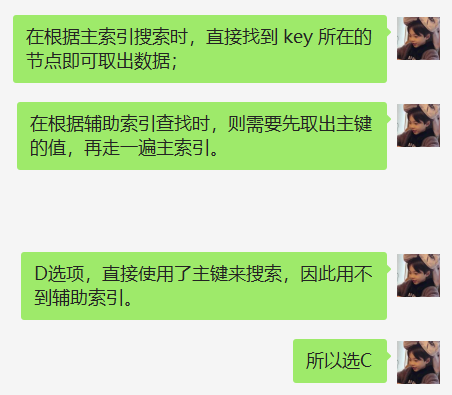 在根据主索引搜索时，直接找到 key 所在的
节点即可取出数据；
在根据辅助索引查找时，则需要先取出主键
的值，再走一遍主索引。
D选项，直接使用了主键来搜索，因此用不
到辅助索引。
所以选C